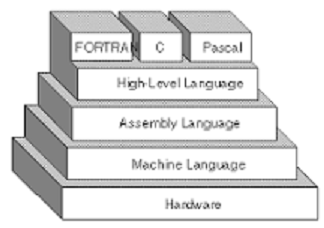 FORTRAN C Pascal
High-Level Language
Assembly Language
Machine Language
Hardware